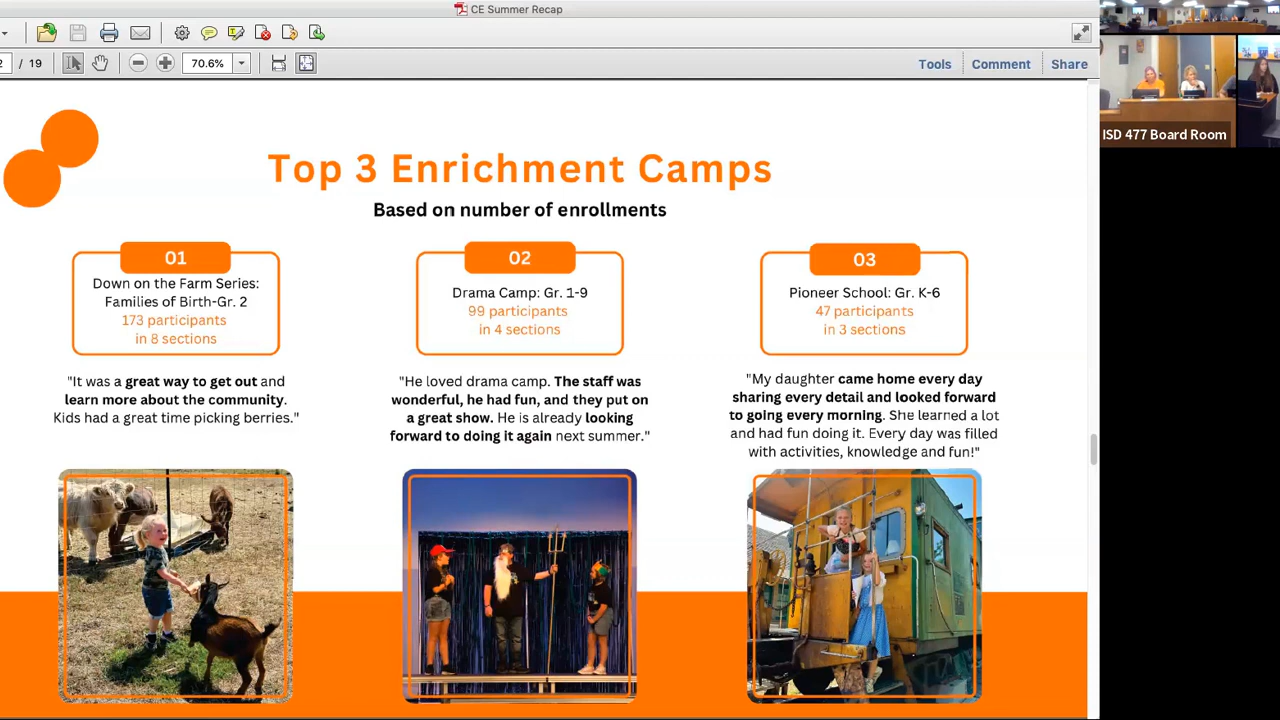 CE Summer Recap
/ 19
70.6%
Tools
Comment
Share
ISD 477 Board Room
Top 3 Enrichment Camps
Based on number of enrollments
01
Down on the Farm Series:
Families of Birth-Gr. 2
173 participants
in 8 sections
"It was a great way to get out and
learn more about the community.
Kids had a great time picking berries."
02
Drama Camp: Gr. 1-9
99 participants
in 4 sections
"He loved drama camp. The staff was
wonderful, he had fun, and they put on
a great show. He is already looking
forward to doing it again next summer."
03
Pioneer School: Gr. K-6
47 participants
in 3 sections
"My daughter came home every day
sharing every detail and looked forward
to going every morning. She learned a lot
and had fun doing it. Every day was filled
with activities, knowledge and fun!"